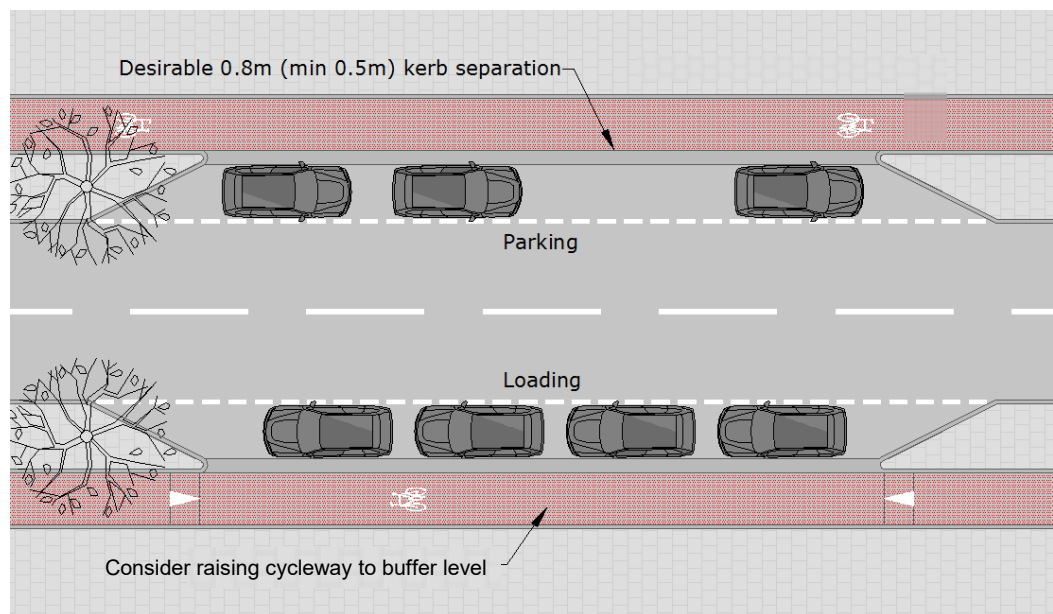 Desirable 0.8m (min 0.5m) kerb separation
Parking
Loading
Consider raising cycleway to buffer level